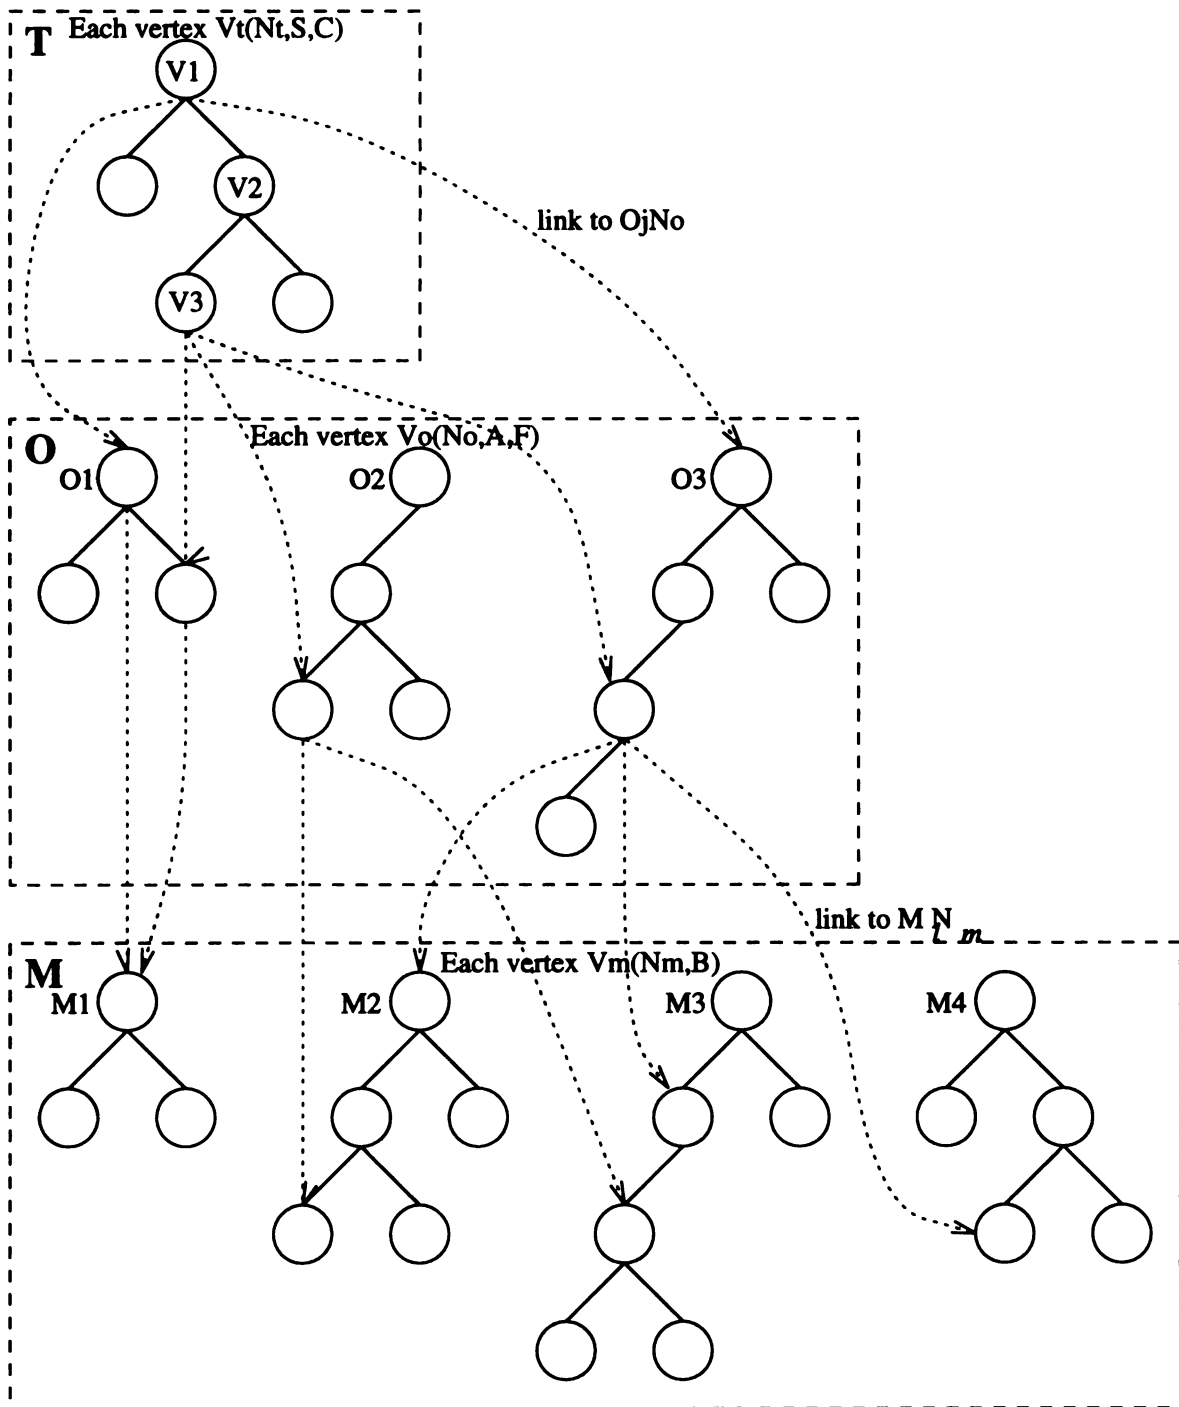 T Each vertex Vt(Nt,S,C)
V1
V2
link to OjNo
V3
O Each vertex Vo(No,A,F)
O1 O2 O3
link to M N
l m
M Each vertex Vm(Nm,B)
M1 M2 M3 M4